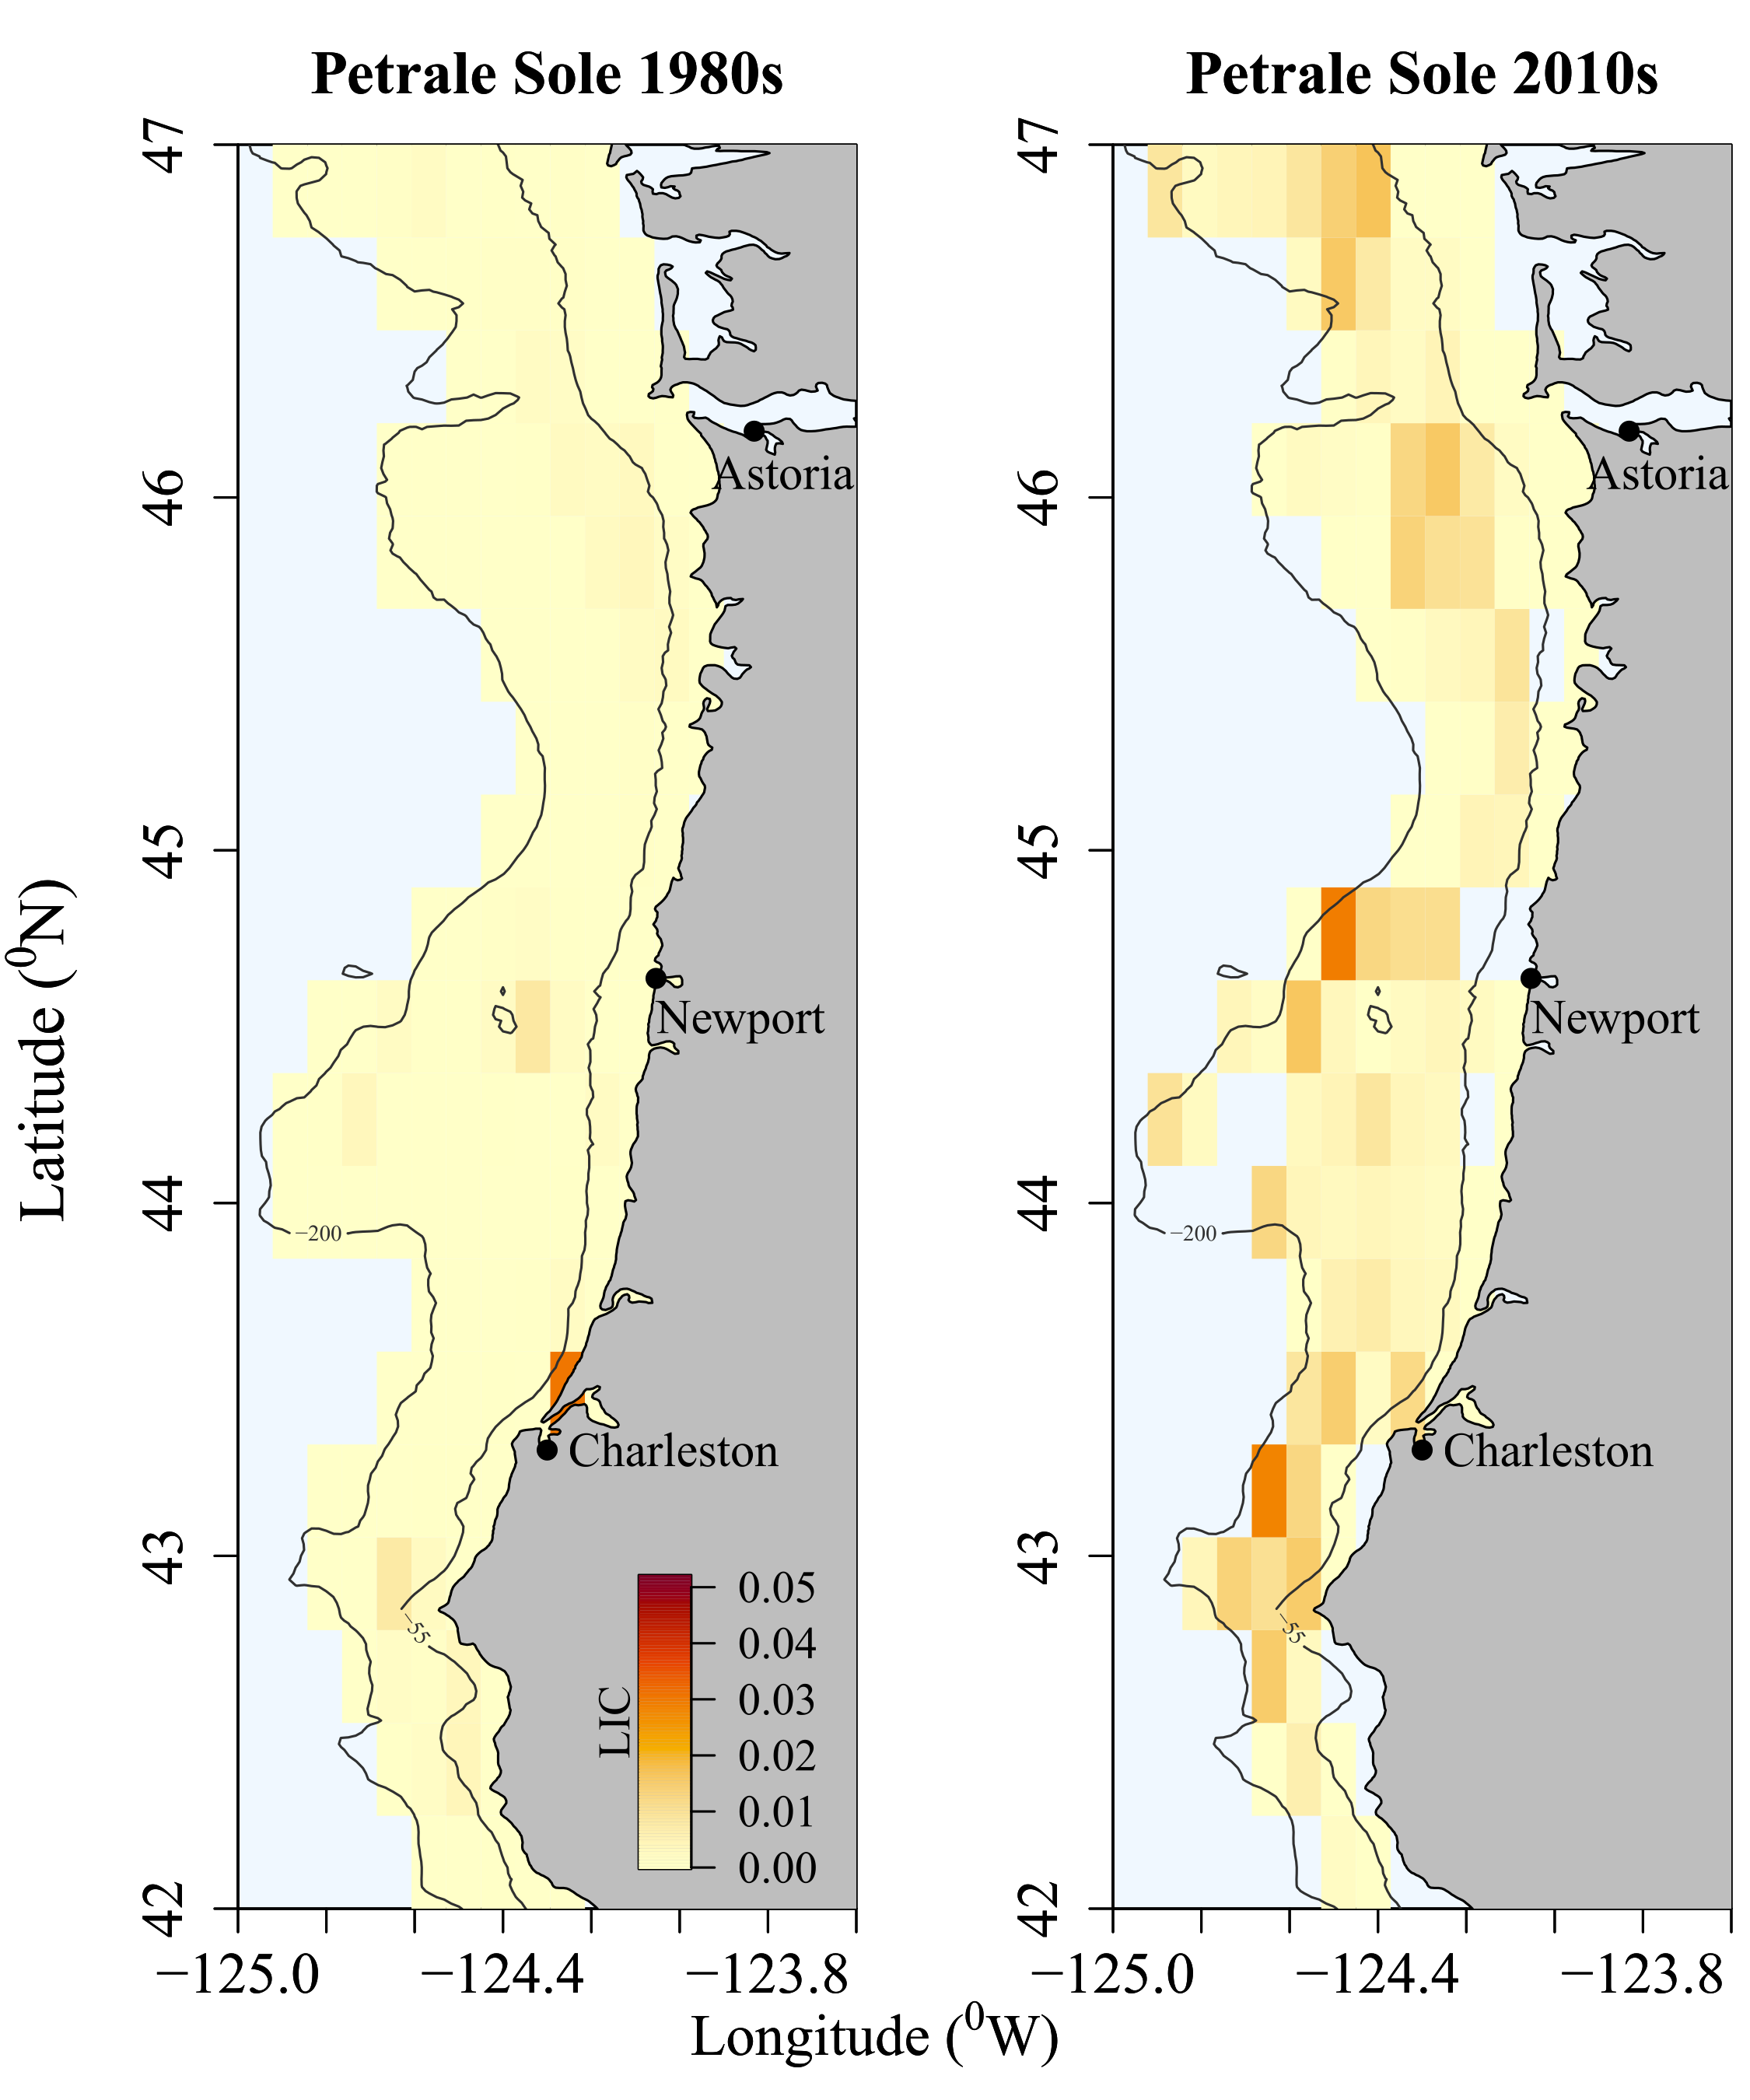 Petrale Sole 1980s
Petrale Sole 2010s
47
46
45
44
43
42
Latitude (⁰N)
Astoria
Newport
Charleston
−200
−55
LIC
0.05
0.04
0.03
0.02
0.01
0.00
−125.0
−124.4
−123.8
47
46
45
44
43
42
Astoria
Newport
Charleston
−200
−55
−125.0
−124.4
−123.8
Longitude (⁰W)